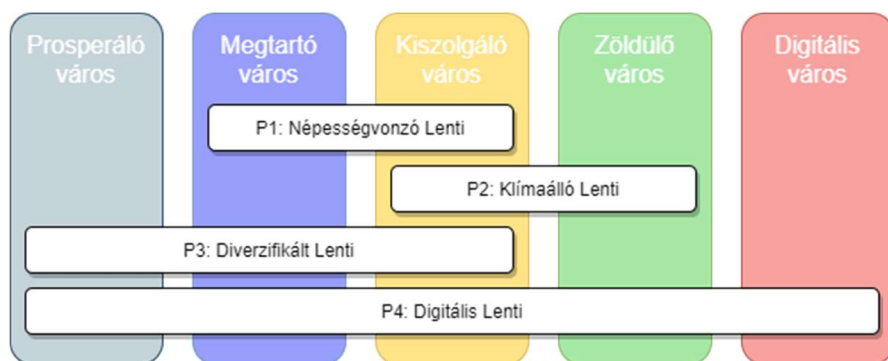 Prosperáló
város
Megtartó
város
Kiszolgáló
város
Zöldülő
város
Digitális
város
P1: Népességvonzó Lenti
P2: Klímaálló Lenti
P3: Diverzifikált Lenti
P4: Digitális Lenti